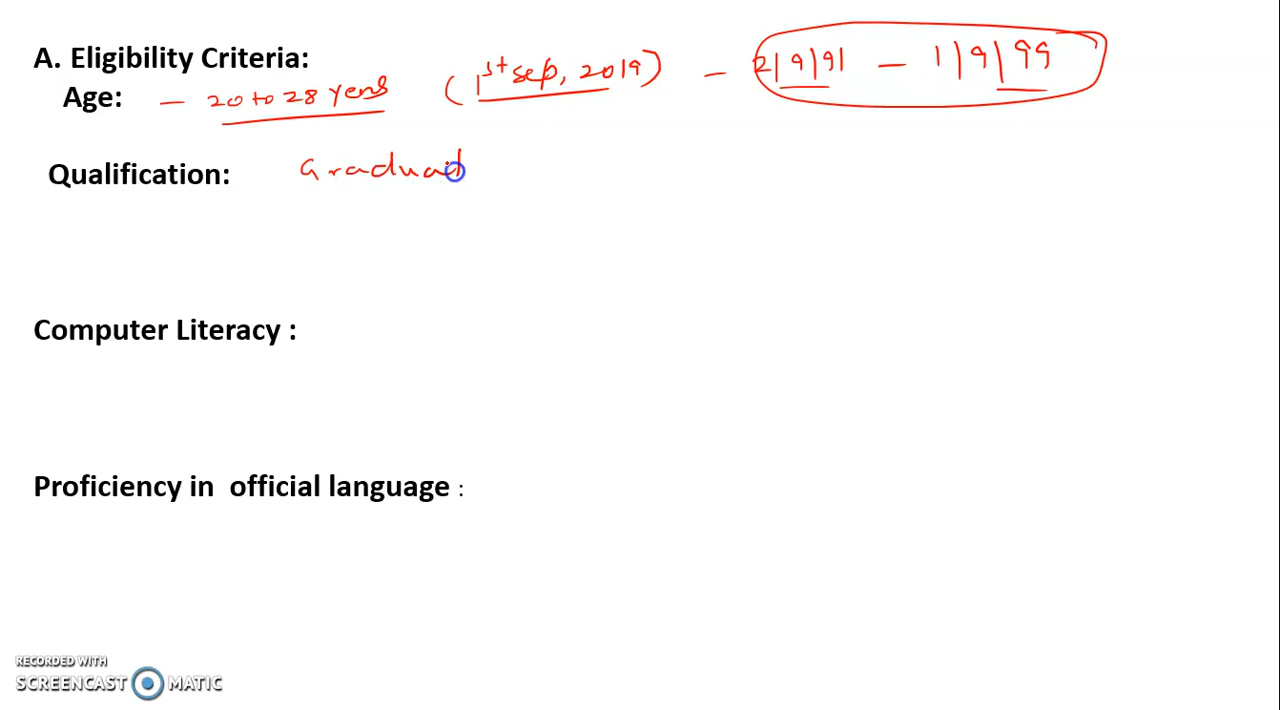 A. Eligibility Criteria:
Age: - 20 to 28 years (1st sep, 2019) - 2|9|91 - 1|9|99
Qualification: Graduat
Computer Literacy :
Proficiency in official language :
RECORDED WITH
SCREENCAST MATIC